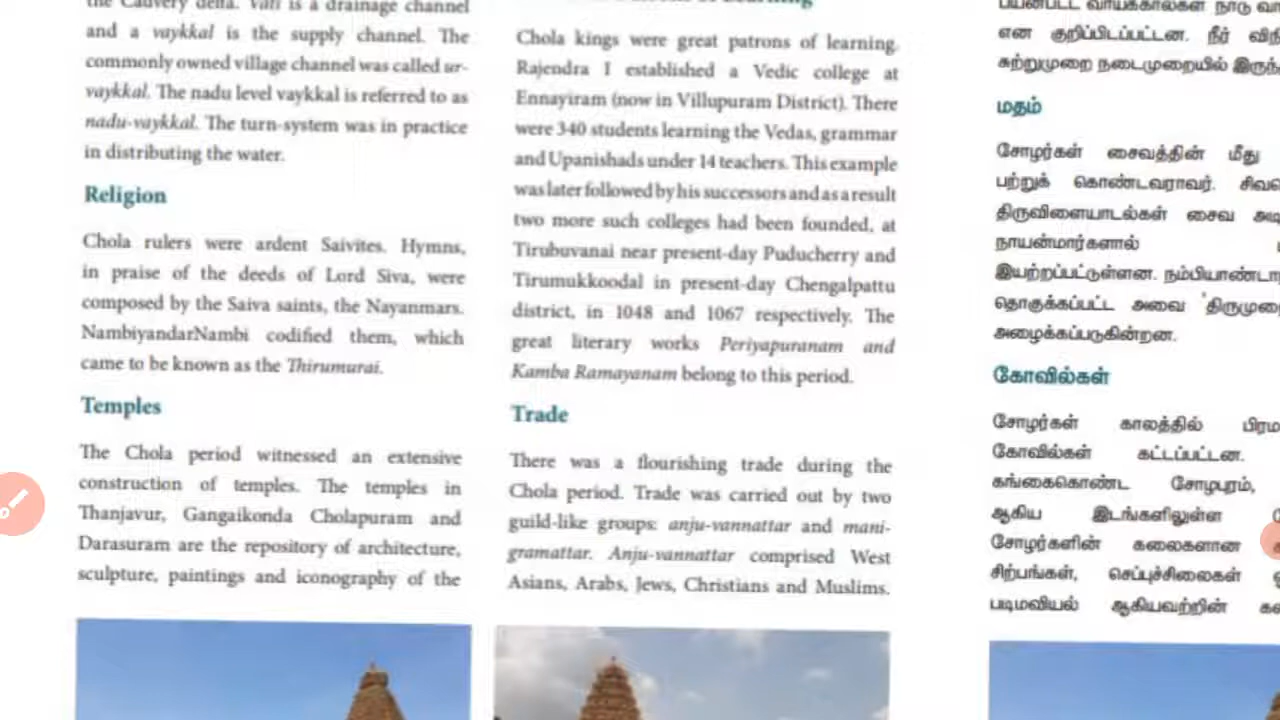 the Cauvery delta. Vati is a drainage channel
and a vaykkal is the supply channel. The
commonly owned village channel was called ur-
vaykkal. The nadu level vaykkal is referred to as
nadu-vaykkal. The turn-system was in practice
in distributing the water.
Religion
Chola rulers were ardent Saivites. Hymns,
in praise of the deeds of Lord Siva, were
composed by the Saiva saints, the Nayanmars.
NambiyandarNambi codified them, which
came to be known as the Thirumurai.
Temples
The Chola period witnessed an extensive
construction of temples. The temples in
Thanjavur, Gangaikonda Cholapuram and
Darasuram are the repository of architecture,
sculpture, paintings and iconography of the
Learning
Chola kings were great patrons of learning.
Rajendra I established a Vedic college at
Ennayiram (now in Villupuram District). There
were 340 students learning the Vedas, grammar
and Upanishads under 14 teachers. This example
was later followed by his successors and as a result
two more such colleges had been founded, at
Tirubuvanai near present-day Puducherry and
Tirumukkoodal in present-day Chengalpattu
district, in 1048 and 1067 respectively. The
great literary works Periyapuranam and
Kamba Ramayanam belong to this period.
Trade
There was a flourishing trade during the
Chola period. Trade was carried out by two
guild-like groups: anju-vannattar and mani-
gramattar. Anju-vannattar comprised West
Asians, Arabs, Jews, Christians and Muslims.
வாய்க்கால்கள் நாடு
என குறிப்பிடப்பட்டன. நீர்
சுற்றுமுறை நடைமுறையில்
மதம்
சோழர்கள் சைவத்தின் மீது
பற்றுக் கொண்டவராவர்.
திருவிளையாடல்கள் சைவ
நாயன்மார்களால்
இயற்றப்பட்டுள்ளன.
தொகுக்கப்பட்ட அவை
அழைக்கப்படுகின்றன.
கோவில்கள்
சோழர்கள் காலத்தில்
கோவில்கள் கட்டப்பட்டன.
கங்கைகொண்ட சோழபுரம்,
ஆகிய இடங்களிலுள்ள
சோழர்களின் கலைகளான
சிற்பங்கள், செப்புச்சிலைகள்
படிமவியல் ஆகியவற்றின்